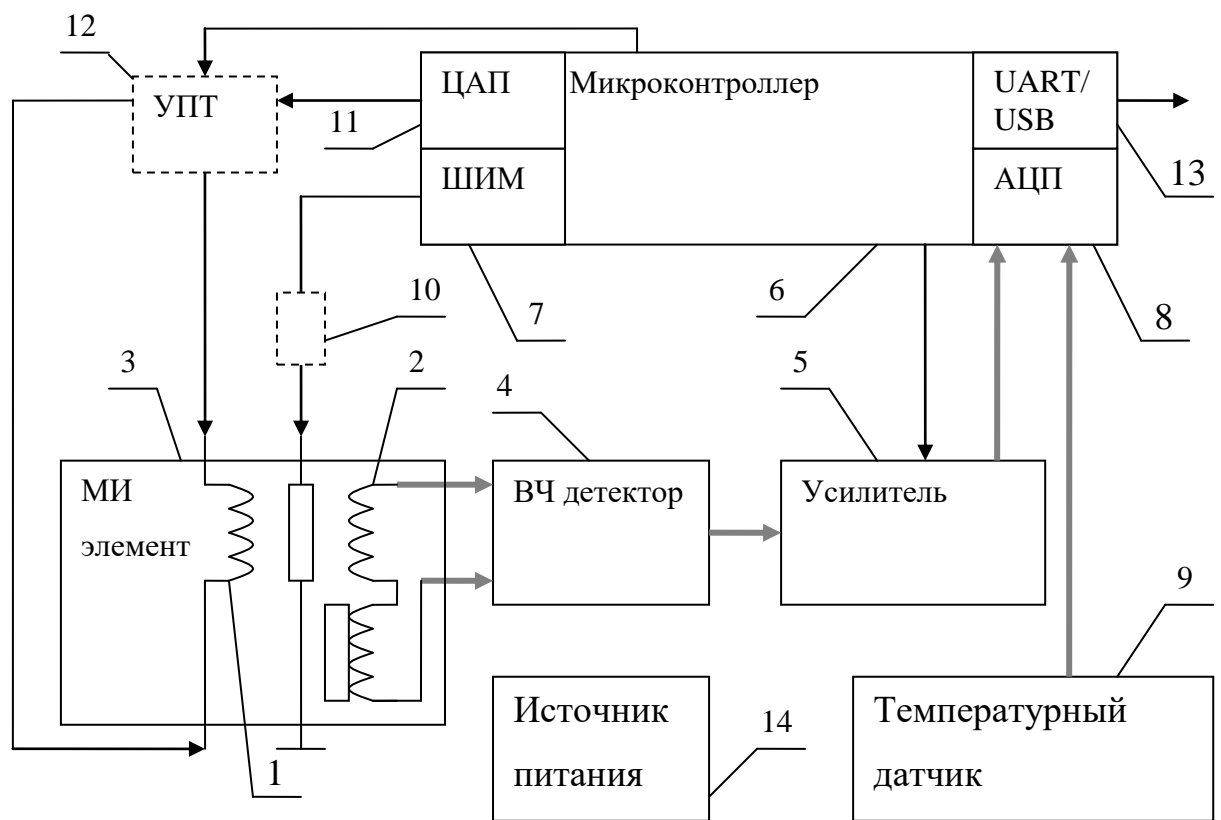 12
УПТ
ЦАП
Микроконтроллер
UART/
USB
11
ШИМ
АЦП
13
10
7
6
8
3
2
4
5
МИ
элемент
ВЧ детектор
Усилитель
9
1
Источник
питания
14
Температурный
датчик